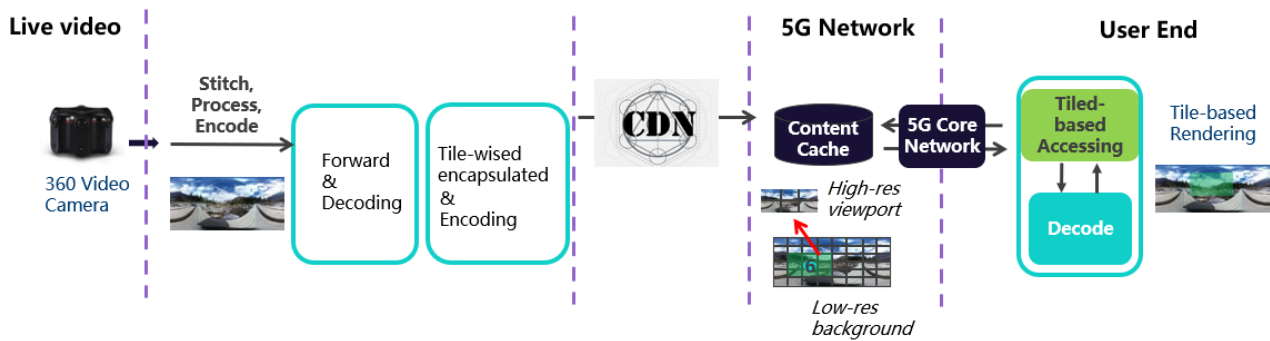 Live video
360 Video
Camera
Stitch,
Process,
Encode
Forward
&
Decoding
Tile-wised
encapsulated
&
Encoding
CDN
5G Network
Content
Cache
5G Core
Network
High-res
viewport
6
Low-res
background
User End
Tiled-
based
Accessing
Decode
Tile-based
Rendering